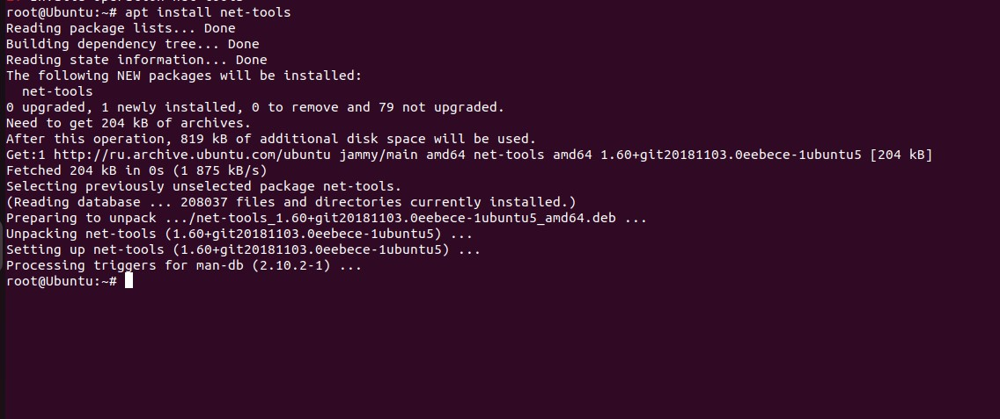 root@Ubuntu:~# apt install net-tools
Reading package lists... Done
Building dependency tree... Done
Reading state information... Done
The following NEW packages will be installed:
  net-tools
0 upgraded, 1 newly installed, 0 to remove and 79 not upgraded.
Need to get 204 kB of archives.
After this operation, 819 kB of additional disk space will be used.
Get:1 http://ru.archive.ubuntu.com/ubuntu jammy/main amd64 net-tools amd64 1.60+git20181103.0eebece-1ubuntu5 [204 kB]
Fetched 204 kB in 0s (1 875 kB/s)
Selecting previously unselected package net-tools.
(Reading database ... 208037 files and directories currently installed.)
Preparing to unpack .../net-tools_1.60+git20181103.0eebece-1ubuntu5_amd64.deb ...
Unpacking net-tools (1.60+git20181103.0eebece-1ubuntu5) ...
Setting up net-tools (1.60+git20181103.0eebece-1ubuntu5) ...
Processing triggers for man-db (2.10.2-1) ...
root@Ubuntu:~#